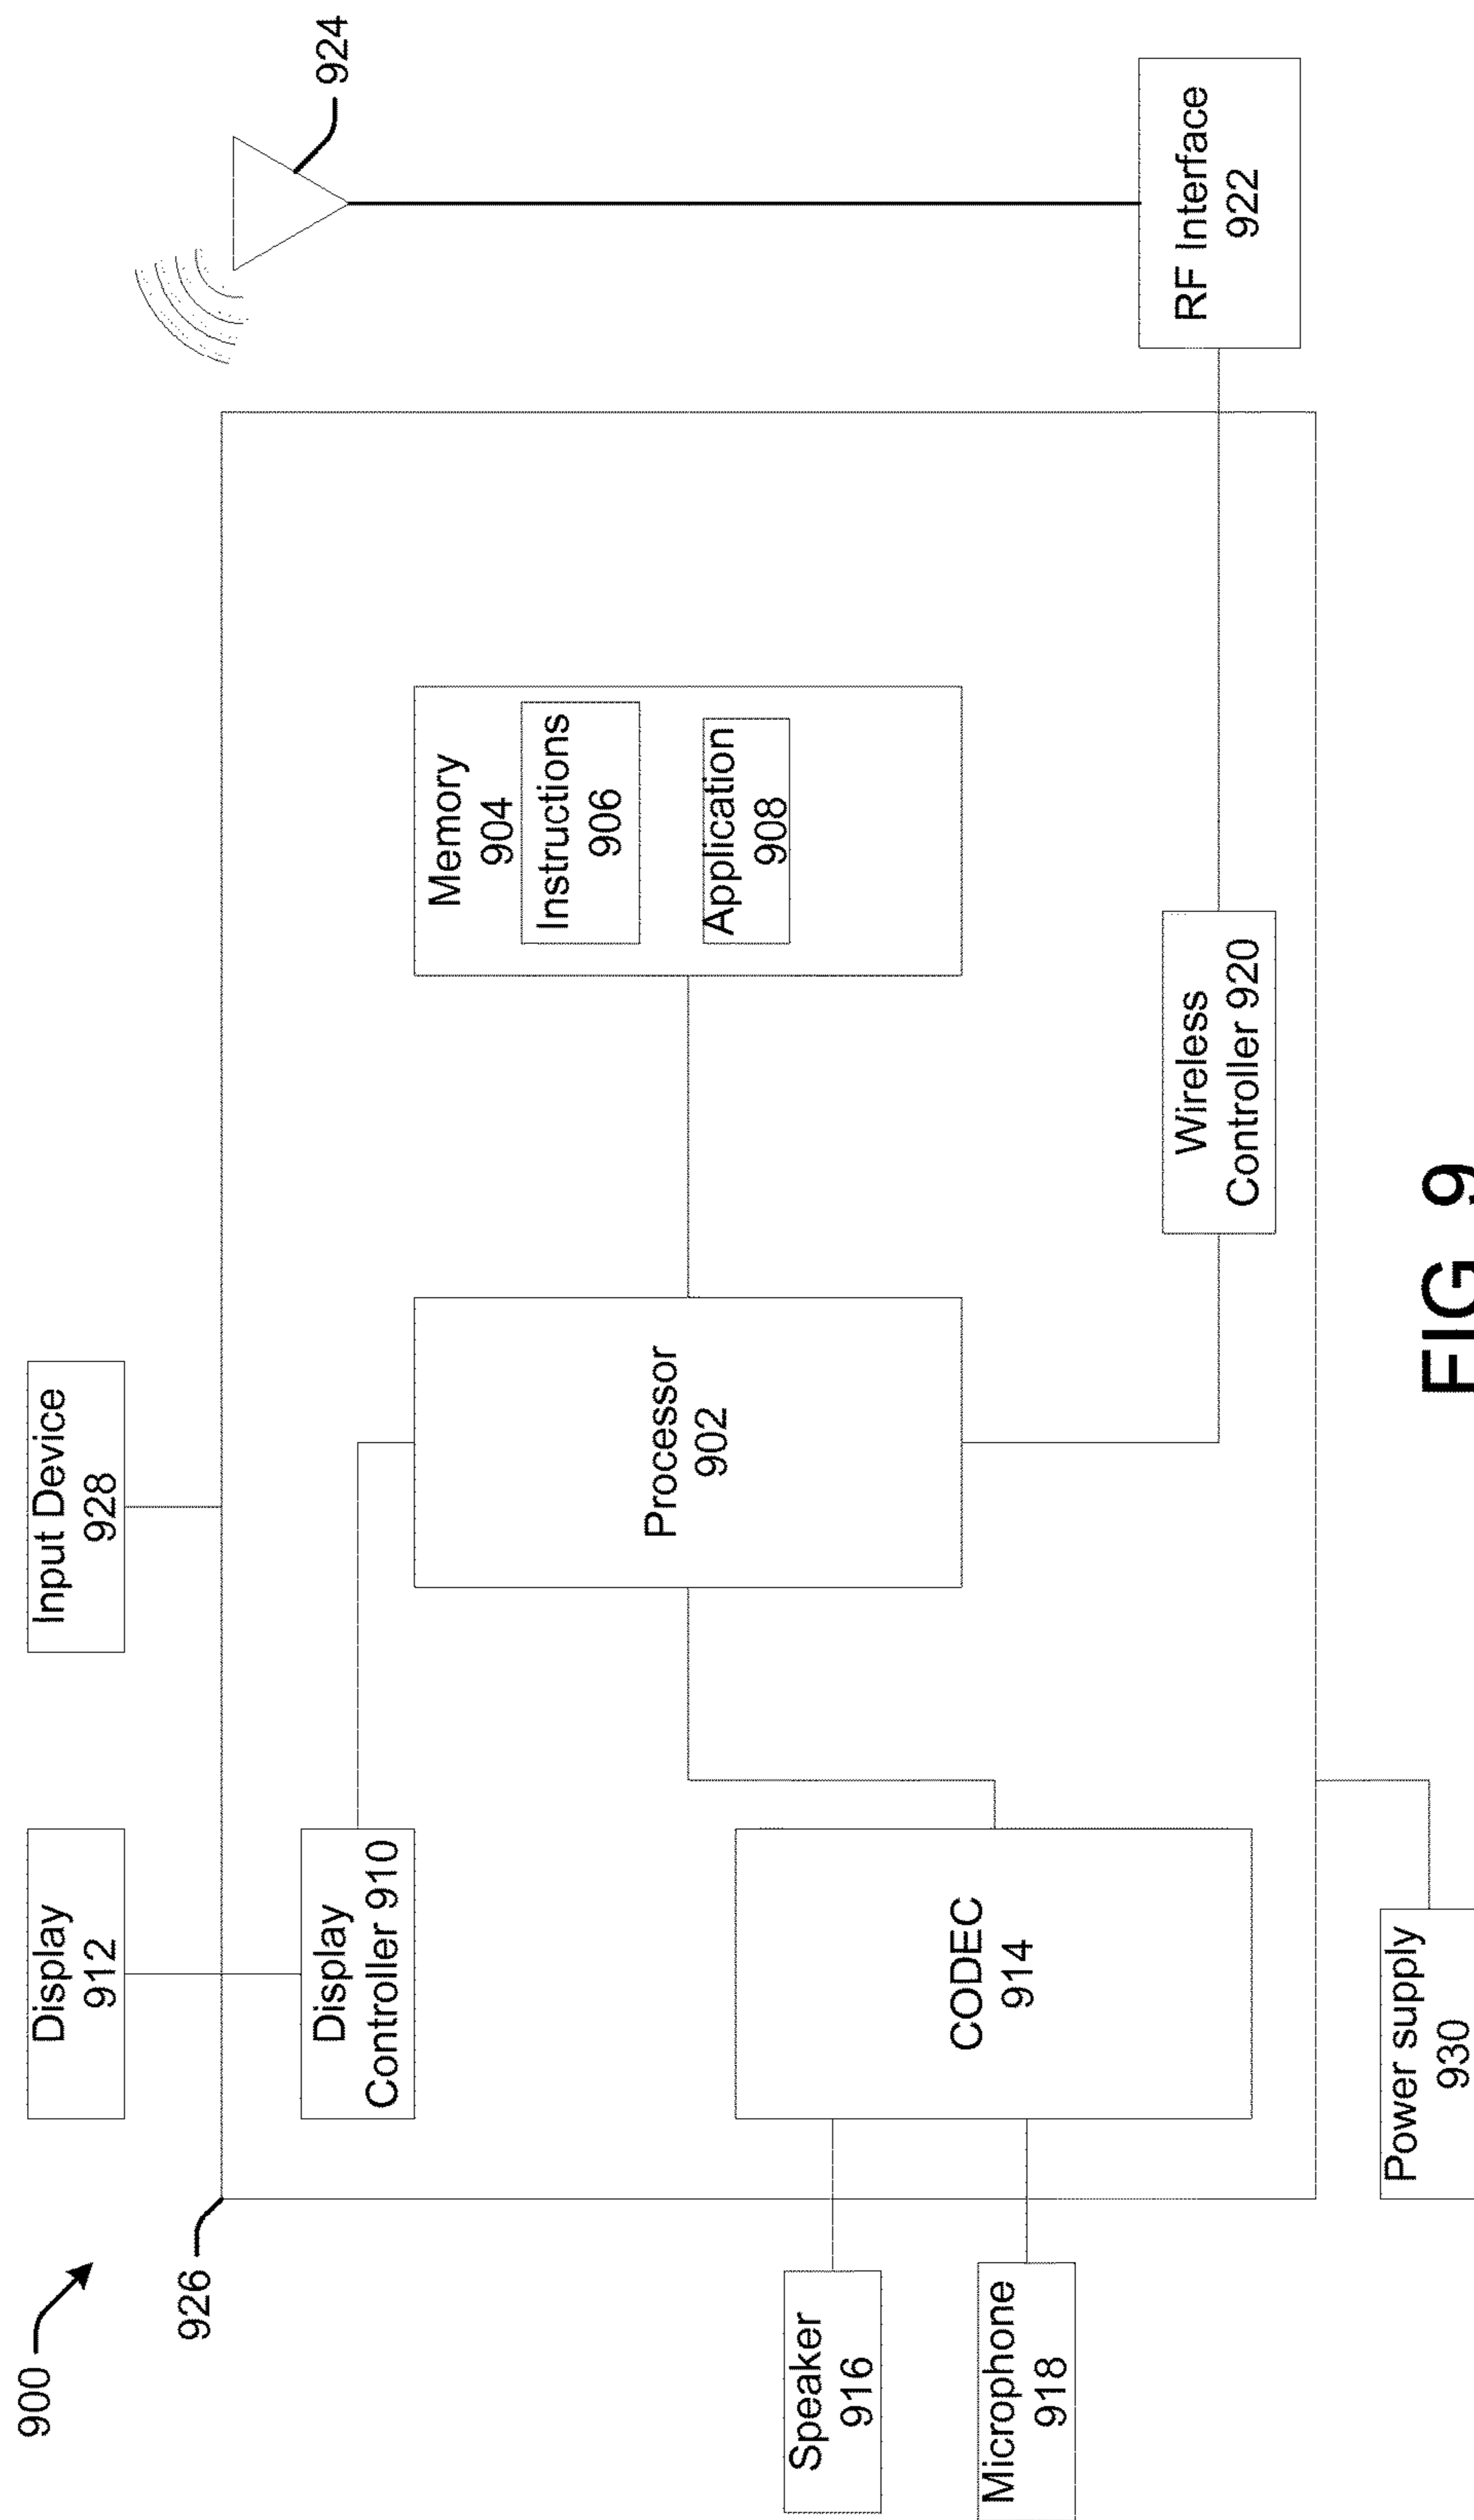 900
926
Display
912
Input Device
928
924
Display
Controller 910
Processor
902
Memory
904
Instructions
906
Application
908
CODEC
914
Speaker
916
Microphone
918
Wireless
Controller 920
RF Interface
922
Power supply
930
FIG 9